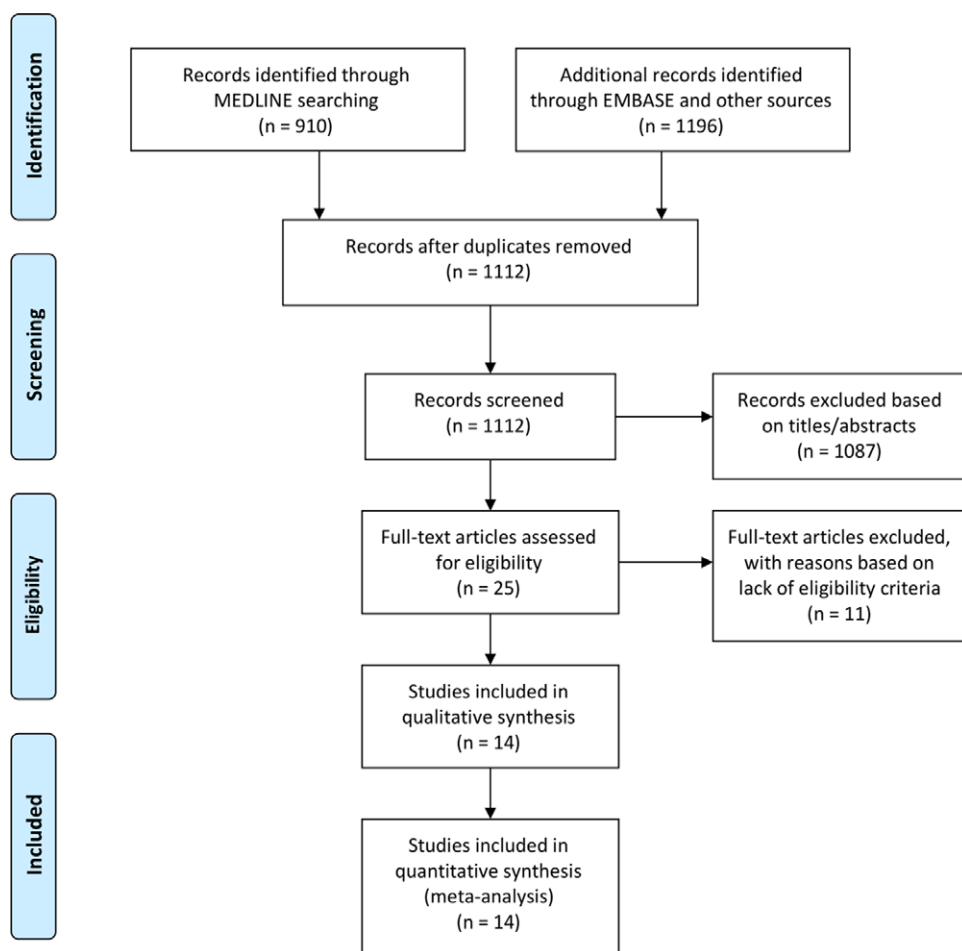 Identification
Records identified through
MEDLINE searching
(n = 910)
Additional records identified
through EMBASE and other sources
(n = 1196)
Records after duplicates removed
(n = 1112)
Screening
Records screened
(n = 1112)
Records excluded based
on titles/abstracts
(n = 1087)
Eligibility
Full-text articles assessed
for eligibility
(n = 25)
Full-text articles excluded,
with reasons based on
lack of eligibility criteria
(n = 11)
Studies included in
qualitative synthesis
(n = 14)
Included
Studies included in
quantitative synthesis
(meta-analysis)
(n = 14)